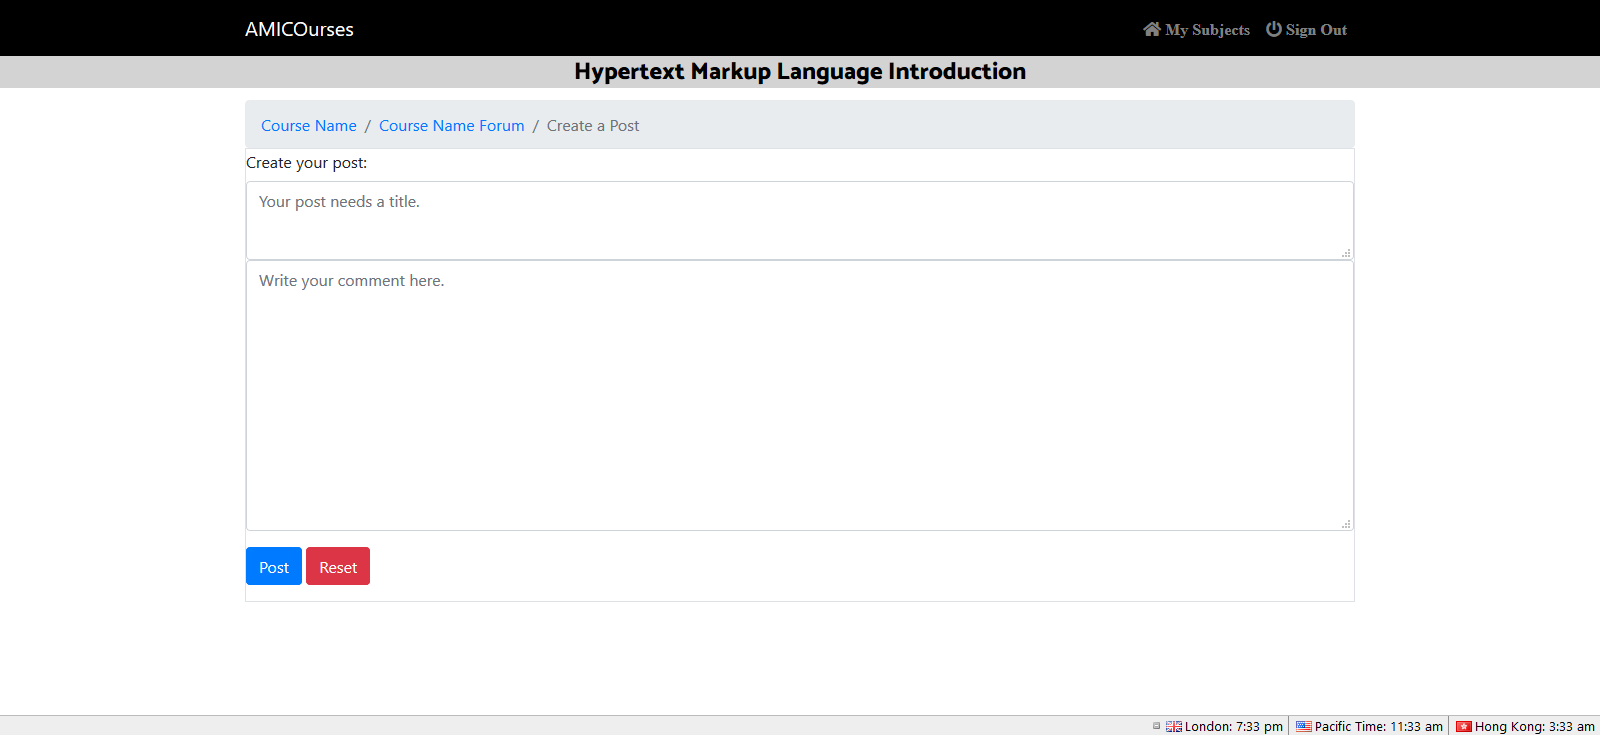 AMICOurses
My Subjects
Sign Out
Hypertext Markup Language Introduction
Course Name / Course Name Forum / Create a Post
Create your post:
Your post needs a title.
Write your comment here.
Post
Reset
London: 7:33 pm
Pacific Time: 11:33 am
Hong Kong: 3:33 am